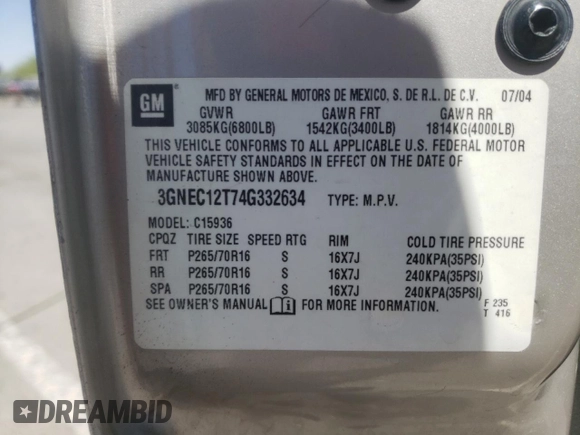 GM
MFD BY GENERAL MOTORS DE MEXICO, S. DE R.L. DE C.V. 07/04
GVWR GAWR FRT GAWR RR
3085KG(6800LB) 1542KG(3400LB) 1814KG(4000LB)
THIS VEHICLE CONFORMS TO ALL APPLICABLE U.S. FEDERAL MOTOR
VEHICLE SAFETY STANDARDS IN EFFECT ON THE DATE OF
MANUFACTURE SHOWN ABOVE.
3GNEC12T74G332634 TYPE: M.P.V.
MODEL: C15936
CPQZ TIRE SIZE SPEED RTG RIM COLD TIRE PRESSURE
FRT P265/70R16 S 16X7J 240KPA(35PSI)
RR P265/70R16 S 16X7J 240KPA(35PSI)
SPA P265/70R16 S 16X7J 240KPA(35PSI)
SEE OWNER'S MANUAL FOR MORE INFORMATION. F 235
T 416
DREAMBID